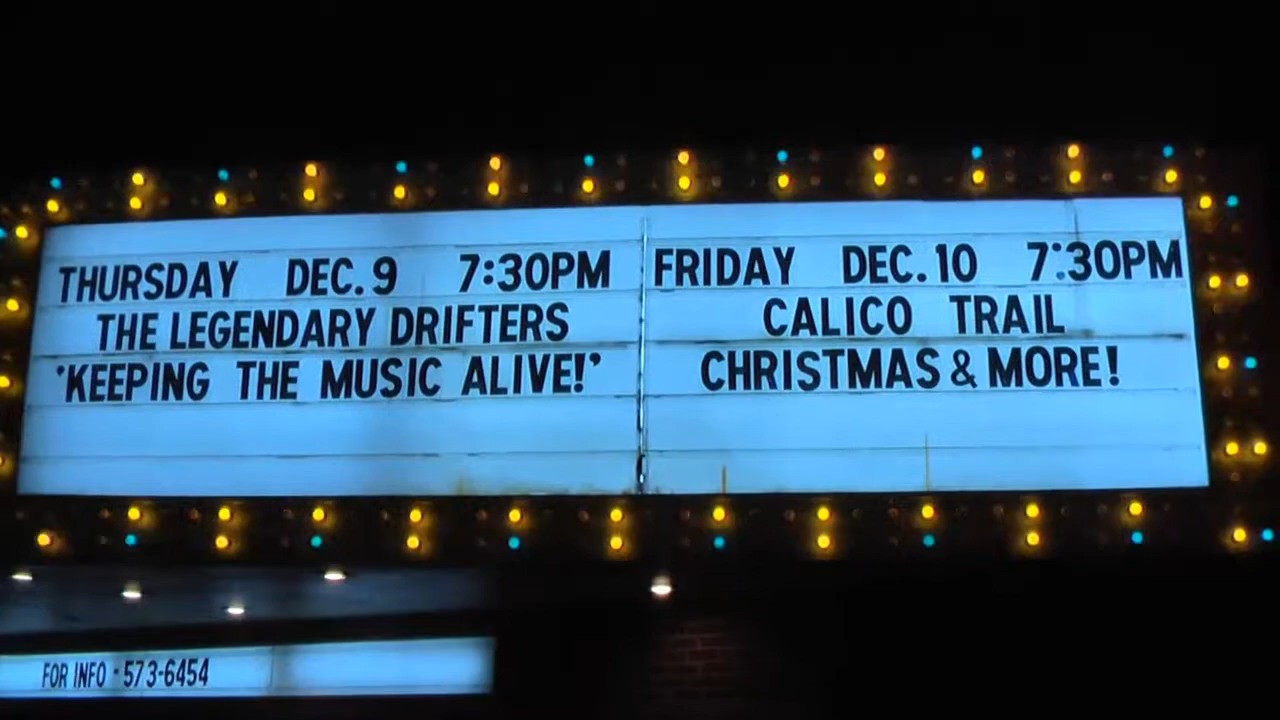 THURSDAY DEC. 9 7:30PM
THE LEGENDARY DRIFTERS
'KEEPING THE MUSIC ALIVE!'
FRIDAY DEC. 10 7:30PM
CALICO TRAIL
CHRISTMAS & MORE!
FOR INFO · 573-6454